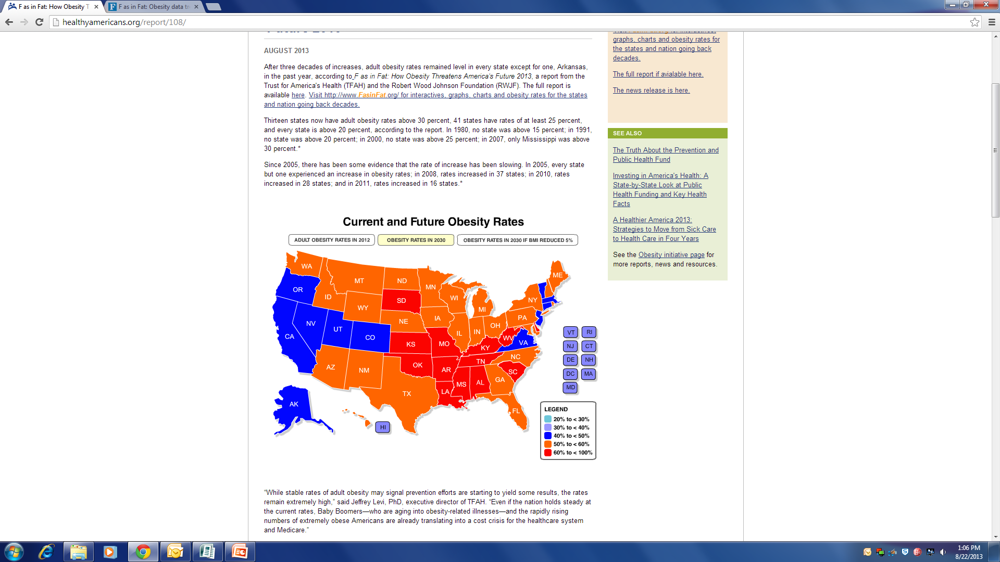 F as in Fat: How Obesity T
F as in Fat: Obesity data tr
healthyamericans.org/report/108/
AUGUST 2013
After three decades of increases, adult obesity rates remained level in every state except for one, Arkansas,
in the past year, according to F as in Fat: How Obesity Threatens America's Future 2013, a report from the
Trust for America's Health (TFAH) and the Robert Wood Johnson Foundation (RWJF). The full report is
available here. Visit http://www.FasinFat.org/ for interactives, graphs, charts and obesity rates for the states
and nation going back decades.
Thirteen states now have adult obesity rates above 30 percent, 41 states have rates of at least 25 percent,
and every state is above 20 percent, according to the report. In 1980, no state was above 15 percent; in 1991,
no state was above 20 percent; in 2000, no state was above 25 percent; in 2007, only Mississippi was above
30 percent.*
Since 2005, there has been some evidence that the rate of increase has been slowing. In 2005, every state
but one experienced an increase in obesity rates; in 2008, rates increased in 37 states; in 2010, rates
increased in 28 states; and in 2011, rates increased in 16 states.*
graphs, charts and obesity rates for
the states and nation going back
decades.
The full report if avialable here.
The news release is here.
SEE ALSO
The Truth About the Prevention and
Public Health Fund
Investing in America's Health: A
State-by-State Look at Public
Health Funding and Key Health
Facts
A Healthier America 2013:
Strategies to Move from Sick Care
to Health Care in Four Years
See the Obesity initiative page for
more reports, news and resources.
Current and Future Obesity Rates
ADULT OBESITY RATES IN 2012
OBESITY RATES IN 2030
OBESITY RATES IN 2030 IF BMI REDUCED 5%
WA
OR
ID
MT
WY
ND
SD
NE
MN
WI
IA
MI
IL
IN
OH
PA
NY
ME
CA
NV
UT
CO
KS
MO
KY
WV
VA
AZ
NM
OK
AR
TN
NC
SC
TX
LA
MS
AL
GA
FL
AK
HI
VT
RI
NJ
CT
DE
NH
DC
MA
MD
LEGEND
20% to < 30%
30% to < 40%
40% to < 50%
50% to < 60%
60% to < 100%
“While stable rates of adult obesity may signal prevention efforts are starting to yield some results, the rates
remain extremely high,” said Jeffrey Levi, PhD, executive director of TFAH. “Even if the nation holds steady at
the current rates, Baby Boomers—who are aging into obesity-related illnesses—and the rapidly rising
numbers of extremely obese Americans are already translating into a cost crisis for the healthcare system
and Medicare.”
1:06 PM
8/22/2013